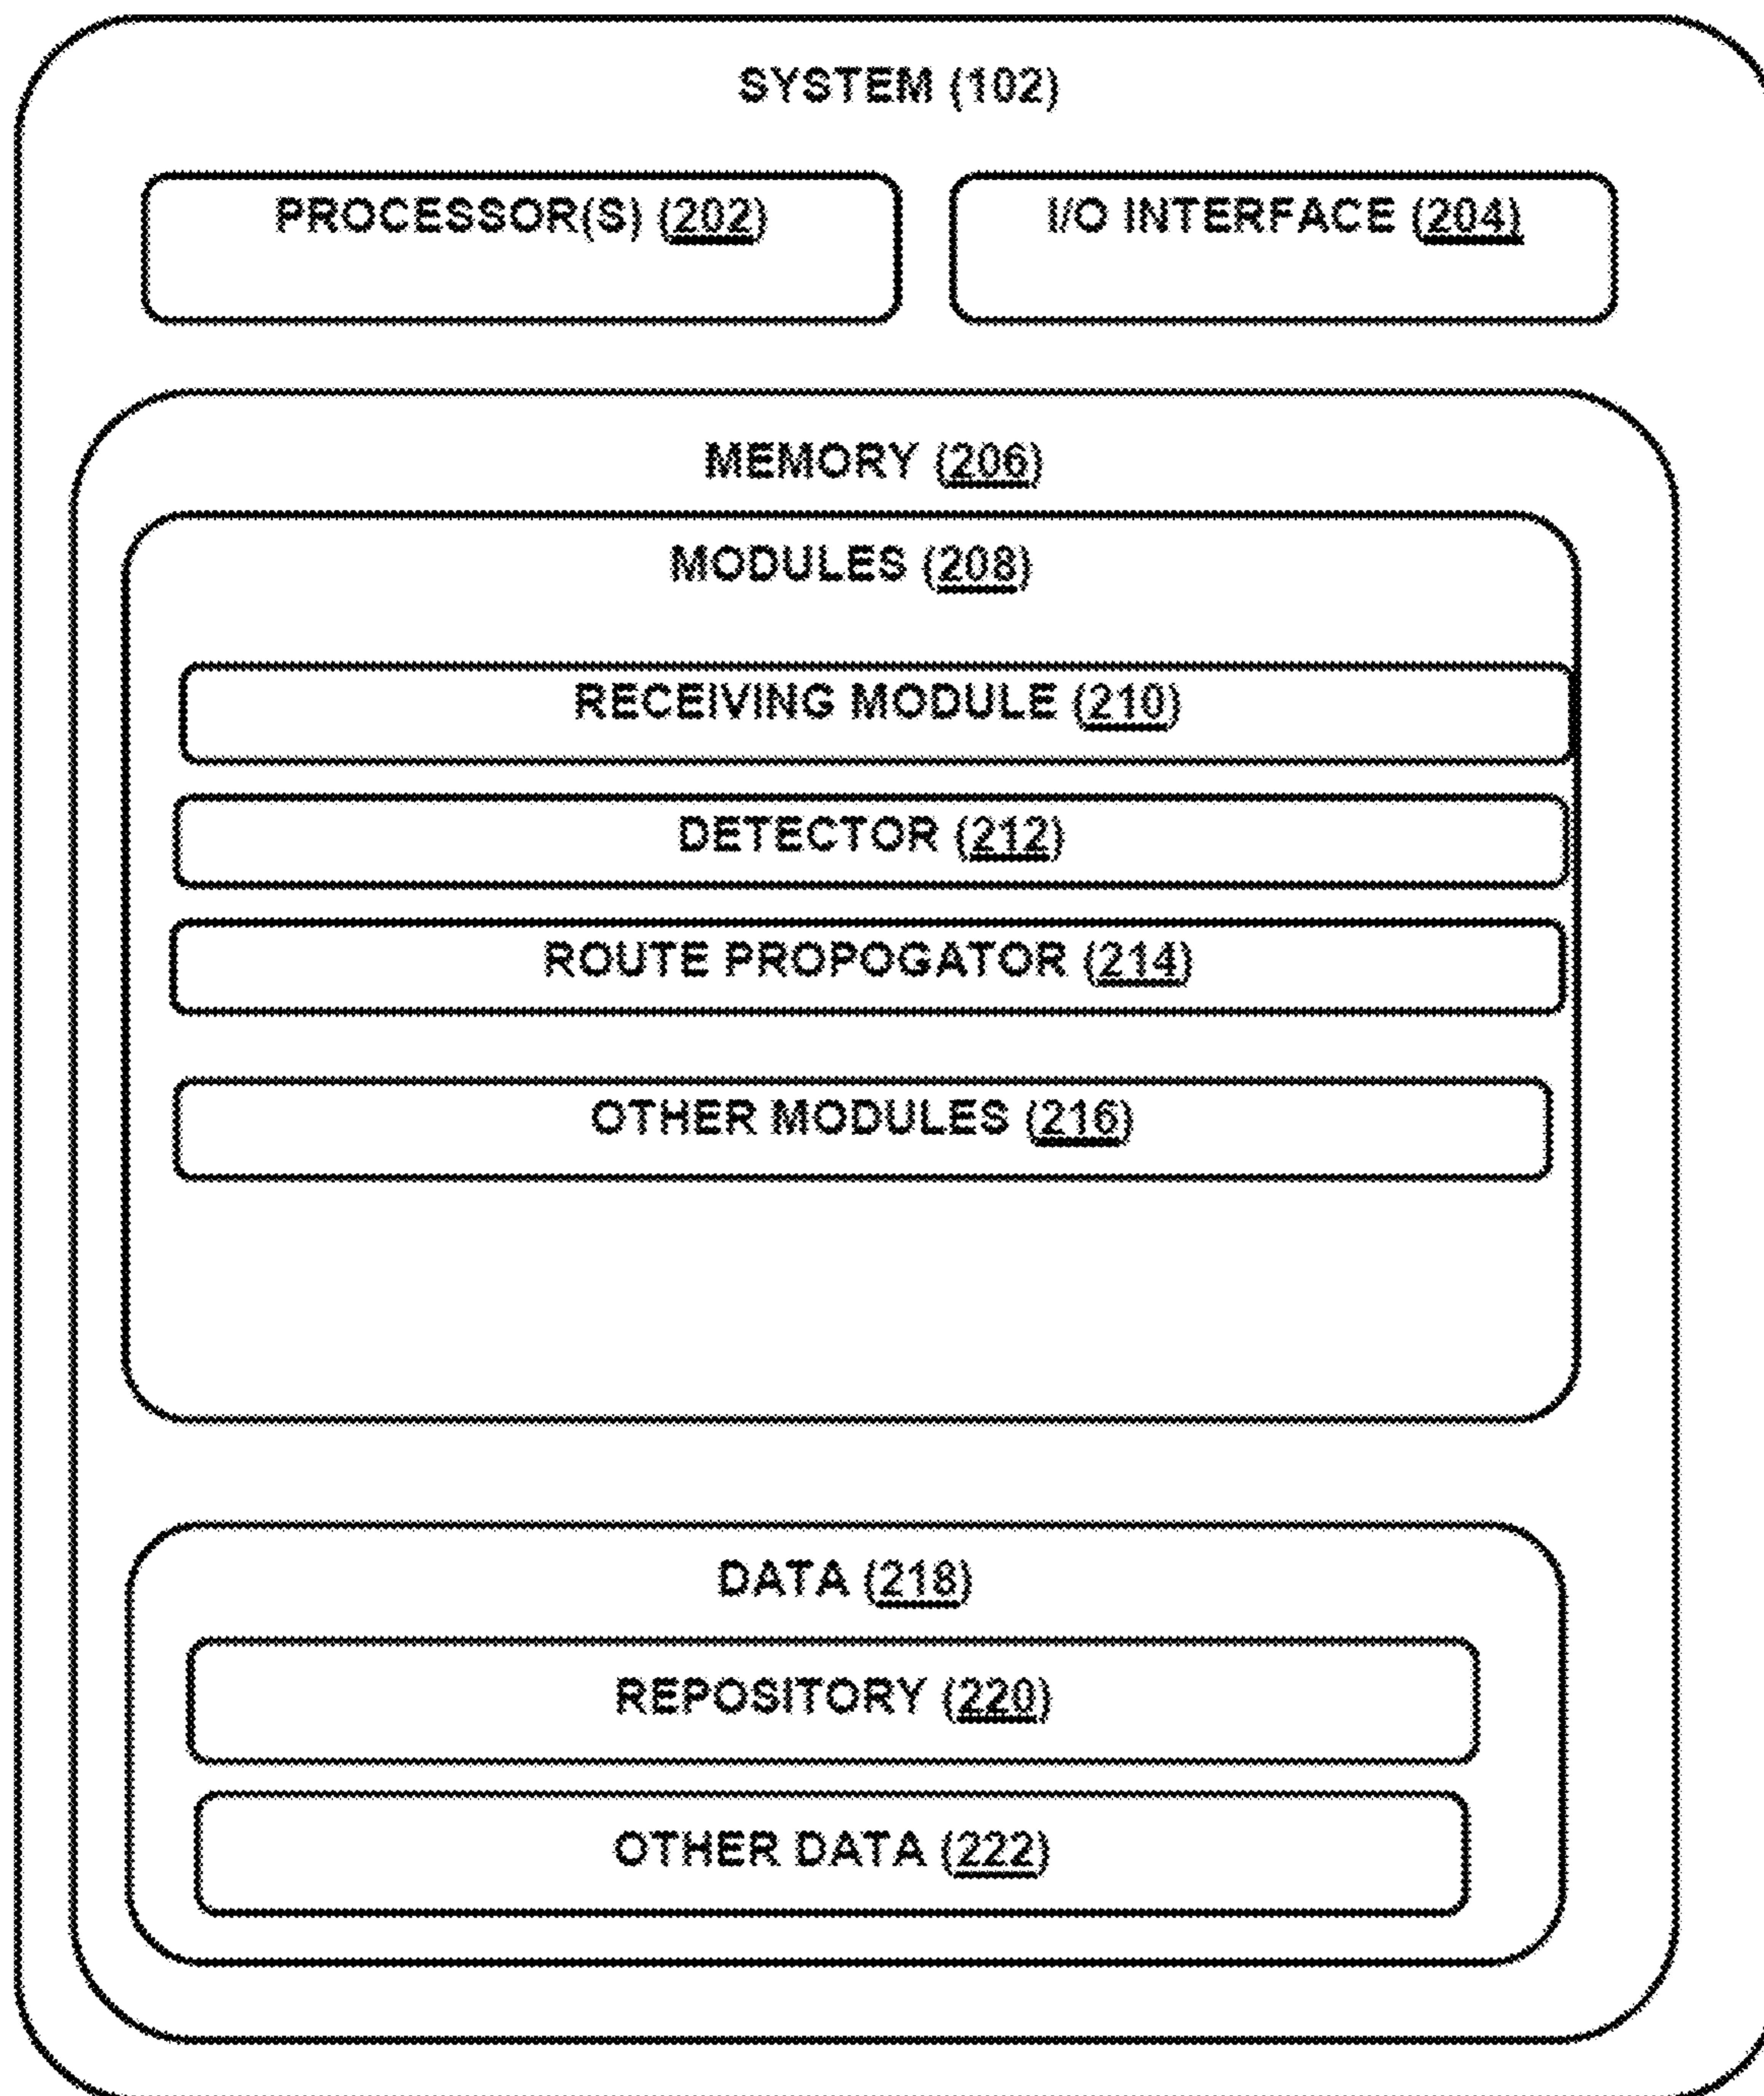 SYSTEM (102)
PROCESSOR(S) (202)
I/O INTERFACE (204)
MEMORY (206)
MODULES (208)
RECEIVING MODULE (210)
DETECTOR (212)
ROUTE PROPOGATOR (214)
OTHER MODULES (216)
DATA (218)
REPOSITORY (220)
OTHER DATA (222)